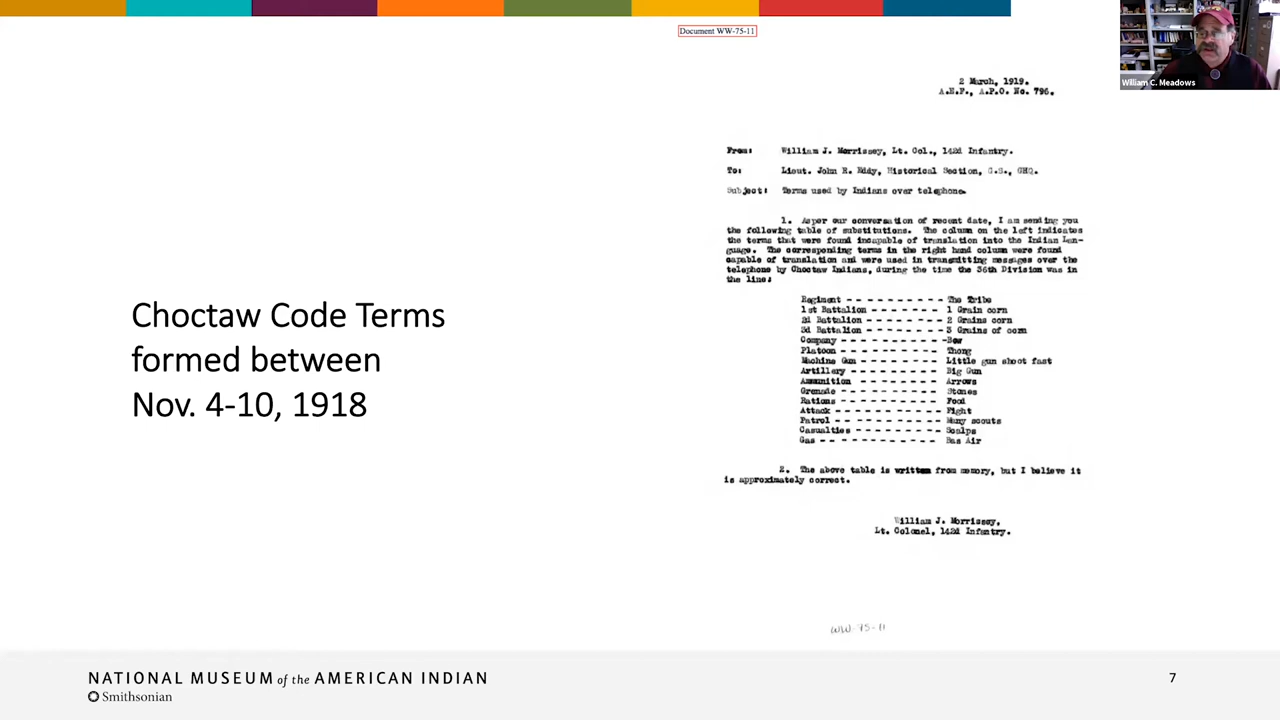 Document WW-75-11
William C. Meadows
2 March, 1919.
A.E.F., A.P.O. No. 796.
From: William J. Morrissey, Lt. Col., 142d Infantry.
To: Lieut. John R. Eddy, Historical Section, G.S., GHQ.
Subject: Terms used by Indians over telephone.
1. As per our conversation of recent date, I am sending you
the following table of substitutions. The column on the left indicates
the terms that were found incapable of translation into the Indian Lan-
guage. The corresponding terms in the right hand column were found
capable of translation and were used in transmitting messages over the
telephone by Choctaw Indians, during the time the 36th Division was in
the line:
Regiment - - - - - - - - - The Tribe
1st Battalion - - - - - - - 1 Grain corn
2d Battalion - - - - - - - 2 Grains corn
3d Battalion - - - - - - - 3 Grains of corn
Company - - - - - - - - - -Bow
Platoon - - - - - - - - - Thong
Machine Gun - - - - - - - - Little gun shoot fast
Artillery - - - - - - - - Big Gun
Ammunition - - - - - - - - Arrows
Grenade - - - - - - - - - Stones
Rations - - - - - - - - - Food
Attack - - - - - - - - - - Fight
Patrol - - - - - - - - - - Many scouts
Casualties - - - - - - - - Scalps
Gas - - - - - - - - - - - Bas Air
2. The above table is written from memory, but I believe it
is approximately correct.
William J. Morrissey,
Lt. Colonel, 142d Infantry.
WW-75-11
Choctaw Code Terms
formed between
Nov. 4-10, 1918
NATIONAL MUSEUM of the AMERICAN INDIAN
Smithsonian
7